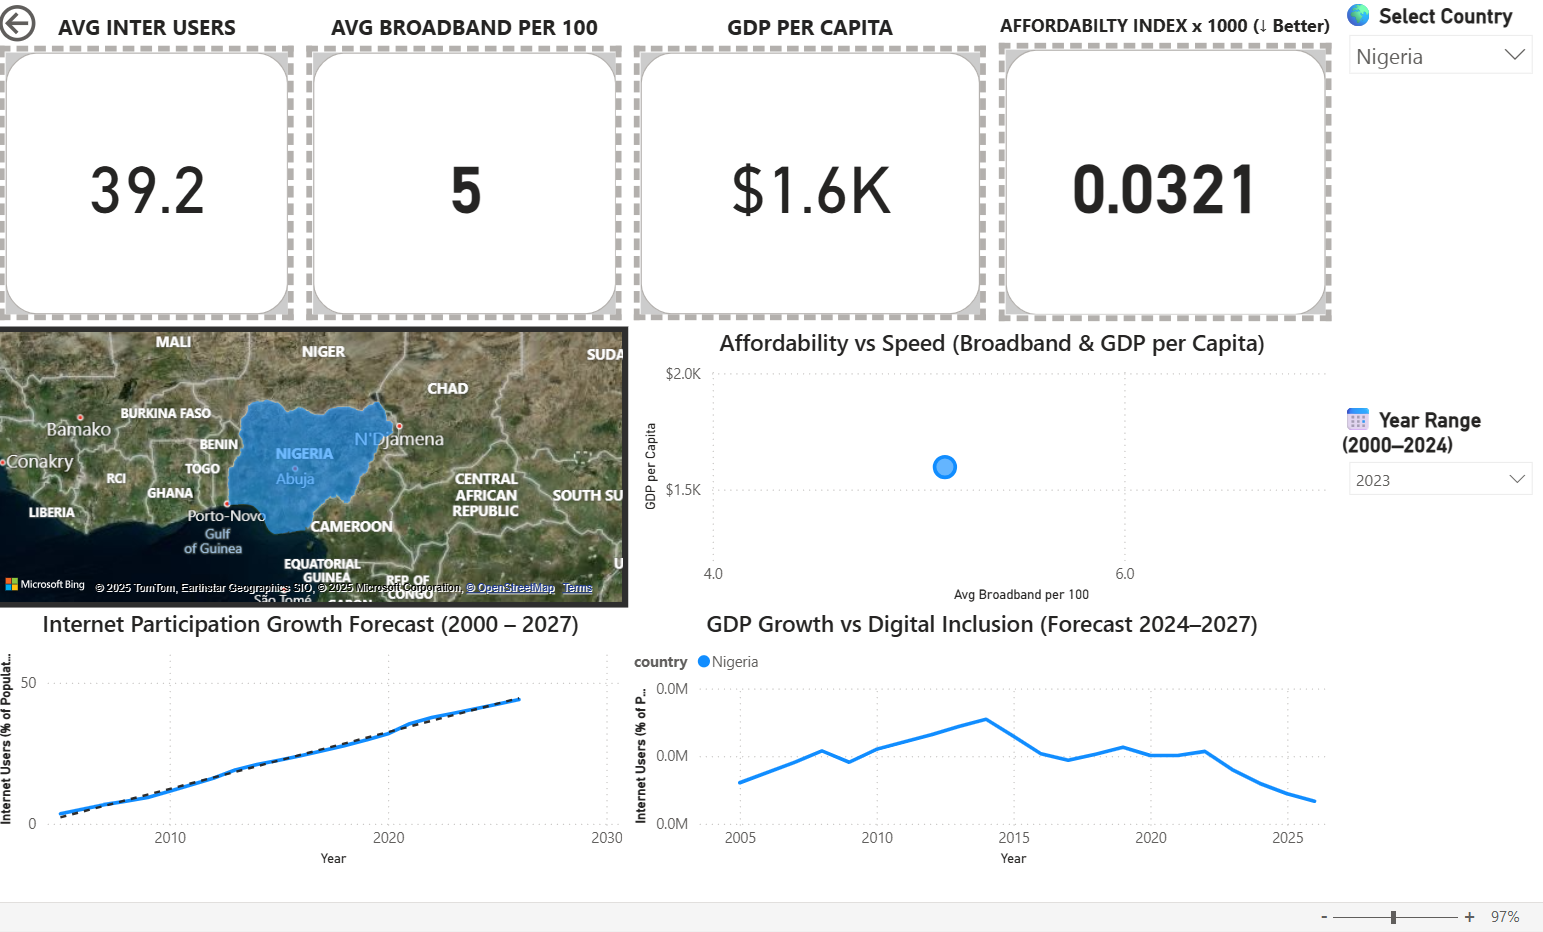 AVG INTER USERS
AVG BROADBAND PER 100
GDP PER CAPITA
AFFORDABILTY INDEX x 1000 (↓ Better)
39.2
5
$1.6K
0.0321
Select Country
Nigeria
MALI
NIGER
SUDA
CHAD
BURKINA FASO
Bamako
BENIN
N'Djamena
NIGERIA
Conakry
TOGO
RCI
Abuja
GHANA
CENTRAL
AFRICAN
REPUBLIC
SOUTH SU
LIBERIA
Porto-Novo
CAMEROON
Gulf
of Guinea
EQUATORIAL
GUINEA
REP. OF
CONGO
U
São Tomé
GABON
Microsoft Bing
© 2025 TomTom, Earthstar Geographics SIO, © 2025 Microsoft Corporation, © OpenStreetMap Terms
Affordability vs Speed (Broadband & GDP per Capita)
GDP per Capita
$2.0K
$1.5K
4.0
6.0
Avg Broadband per 100
Year Range
(2000–2024)
2023
Internet Participation Growth Forecast (2000 – 2027)
Internet Users (% of Populat...
50
0
2010
2020
2030
Year
GDP Growth vs Digital Inclusion (Forecast 2024–2027)
country
Nigeria
Internet Users (% of P...
0.0M
0.0M
0.0M
2005
2010
2015
2020
2025
Year
- + 97%